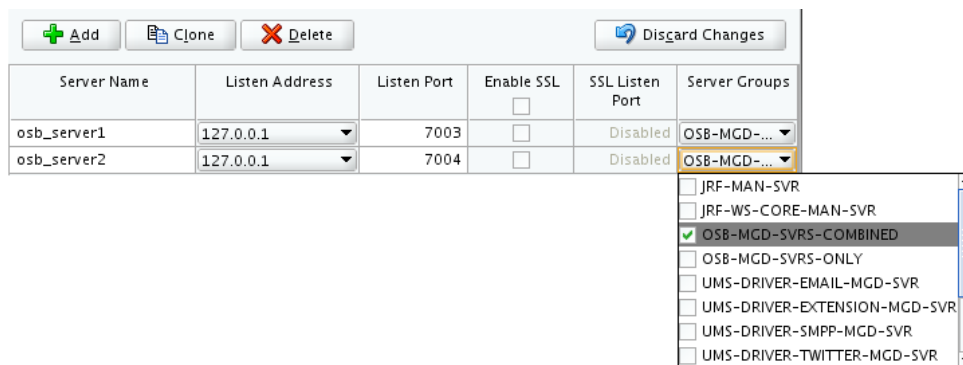 Add Clone Delete Discard Changes
Server Name Listen Address Listen Port Enable SSL SSL Listen Port Server Groups
osb_server1 127.0.0.1 7003 Disabled OSB-MGD-...
osb_server2 127.0.0.1 7004 Disabled OSB-MGD-...
JRF-MAN-SVR
JRF-WS-CORE-MAN-SVR
OSB-MGD-SVRS-COMBINED
OSB-MGD-SVRS-ONLY
UMS-DRIVER-EMAIL-MGD-SVR
UMS-DRIVER-EXTENSION-MGD-SVR
UMS-DRIVER-SMPP-MGD-SVR
UMS-DRIVER-TWITTER-MGD-SVR